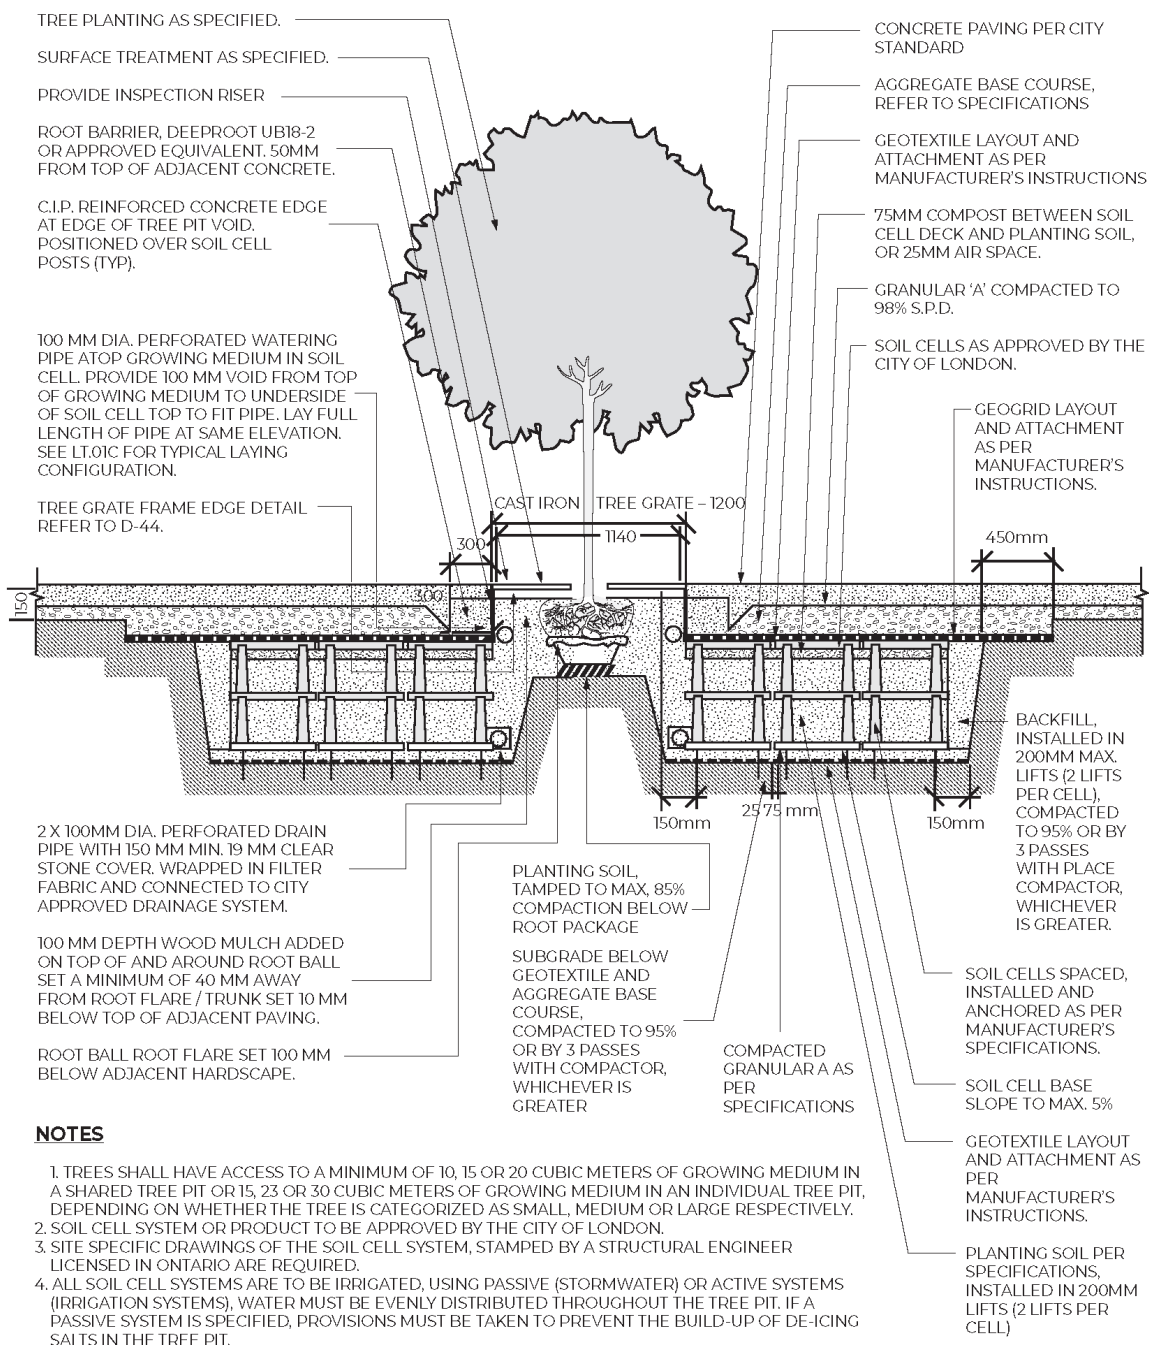 TREE PLANTING AS SPECIFIED.
SURFACE TREATMENT AS SPECIFIED.
PROVIDE INSPECTION RISER
ROOT BARRIER, DEEPROOT UB18-2
OR APPROVED EQUIVALENT. 50MM
FROM TOP OF ADJACENT CONCRETE.
C.I.P. REINFORCED CONCRETE EDGE
AT EDGE OF TREE PIT VOID.
POSITIONED OVER SOIL CELL
POSTS (TYP).
100 MM DIA. PERFORATED WATERING
PIPE ATOP GROWING MEDIUM IN SOIL
CELL. PROVIDE 100 MM VOID FROM TOP
OF GROWING MEDIUM TO UNDERSIDE
OF SOIL CELL TOP TO FIT PIPE. LAY FULL
LENGTH OF PIPE AT SAME ELEVATION.
SEE LT.01C FOR TYPICAL LAYING
CONFIGURATION.
TREE GRATE FRAME EDGE DETAIL
REFER TO D-44.
CONCRETE PAVING PER CITY
STANDARD
AGGREGATE BASE COURSE,
REFER TO SPECIFICATIONS
GEOTEXTILE LAYOUT AND
ATTACHMENT AS PER
MANUFACTURER'S INSTRUCTIONS
75MM COMPOST BETWEEN SOIL
CELL DECK AND PLANTING SOIL,
OR 25MM AIR SPACE.
GRANULAR 'A' COMPACTED TO
98% S.P.D.
SOIL CELLS AS APPROVED BY THE
CITY OF LONDON.
GEOGRID LAYOUT
AND ATTACHMENT
AS PER
MANUFACTURER'S
INSTRUCTIONS.
CAST IRON TREE GRATE – 1200
1140
300
450mm
300
150
150mm
25 75 mm
150mm
BACKFILL,
INSTALLED IN
200MM MAX.
LIFTS (2 LIFTS
PER CELL),
COMPACTED
TO 95% OR BY
3 PASSES
WITH PLACE
COMPACTOR,
WHICHEVER
IS GREATER.
2 X 100MM DIA. PERFORATED DRAIN
PIPE WITH 150 MM MIN. 19 MM CLEAR
STONE COVER. WRAPPED IN FILTER
FABRIC AND CONNECTED TO CITY
APPROVED DRAINAGE SYSTEM.
100 MM DEPTH WOOD MULCH ADDED
ON TOP OF AND AROUND ROOT BALL
SET A MINIMUM OF 40 MM AWAY
FROM ROOT FLARE / TRUNK SET 10 MM
BELOW TOP OF ADJACENT PAVING.
ROOT BALL ROOT FLARE SET 100 MM
BELOW ADJACENT HARDSCAPE.
PLANTING SOIL,
TAMPED TO MAX, 85%
COMPACTION BELOW
ROOT PACKAGE
SUBGRADE BELOW
GEOTEXTILE AND
AGGREGATE BASE
COURSE,
COMPACTED TO 95%
OR BY 3 PASSES
WITH COMPACTOR,
WHICHEVER IS
GREATER
COMPACTED
GRANULAR A AS
PER
SPECIFICATIONS
SOIL CELLS SPACED,
INSTALLED AND
ANCHORED AS PER
MANUFACTURER'S
SPECIFICATIONS.
SOIL CELL BASE
SLOPE TO MAX. 5%
GEOTEXTILE LAYOUT
AND ATTACHMENT AS
PER
MANUFACTURER'S
INSTRUCTIONS.
PLANTING SOIL PER
SPECIFICATIONS,
INSTALLED IN 200MM
LIFTS (2 LIFTS PER
CELL)
NOTES
1. TREES SHALL HAVE ACCESS TO A MINIMUM OF 10, 15 OR 20 CUBIC METERS OF GROWING MEDIUM IN
A SHARED TREE PIT OR 15, 23 OR 30 CUBIC METERS OF GROWING MEDIUM IN AN INDIVIDUAL TREE PIT,
DEPENDING ON WHETHER THE TREE IS CATEGORIZED AS SMALL, MEDIUM OR LARGE RESPECTIVELY.
2. SOIL CELL SYSTEM OR PRODUCT TO BE APPROVED BY THE CITY OF LONDON.
3. SITE SPECIFIC DRAWINGS OF THE SOIL CELL SYSTEM, STAMPED BY A STRUCTURAL ENGINEER
LICENSED IN ONTARIO ARE REQUIRED.
4. ALL SOIL CELL SYSTEMS ARE TO BE IRRIGATED, USING PASSIVE (STORMWATER) OR ACTIVE SYSTEMS
(IRRIGATION SYSTEMS), WATER MUST BE EVENLY DISTRIBUTED THROUGHOUT THE TREE PIT. IF A
PASSIVE SYSTEM IS SPECIFIED, PROVISIONS MUST BE TAKEN TO PREVENT THE BUILD-UP OF DE-ICING
SALTS IN THE TREE PIT.